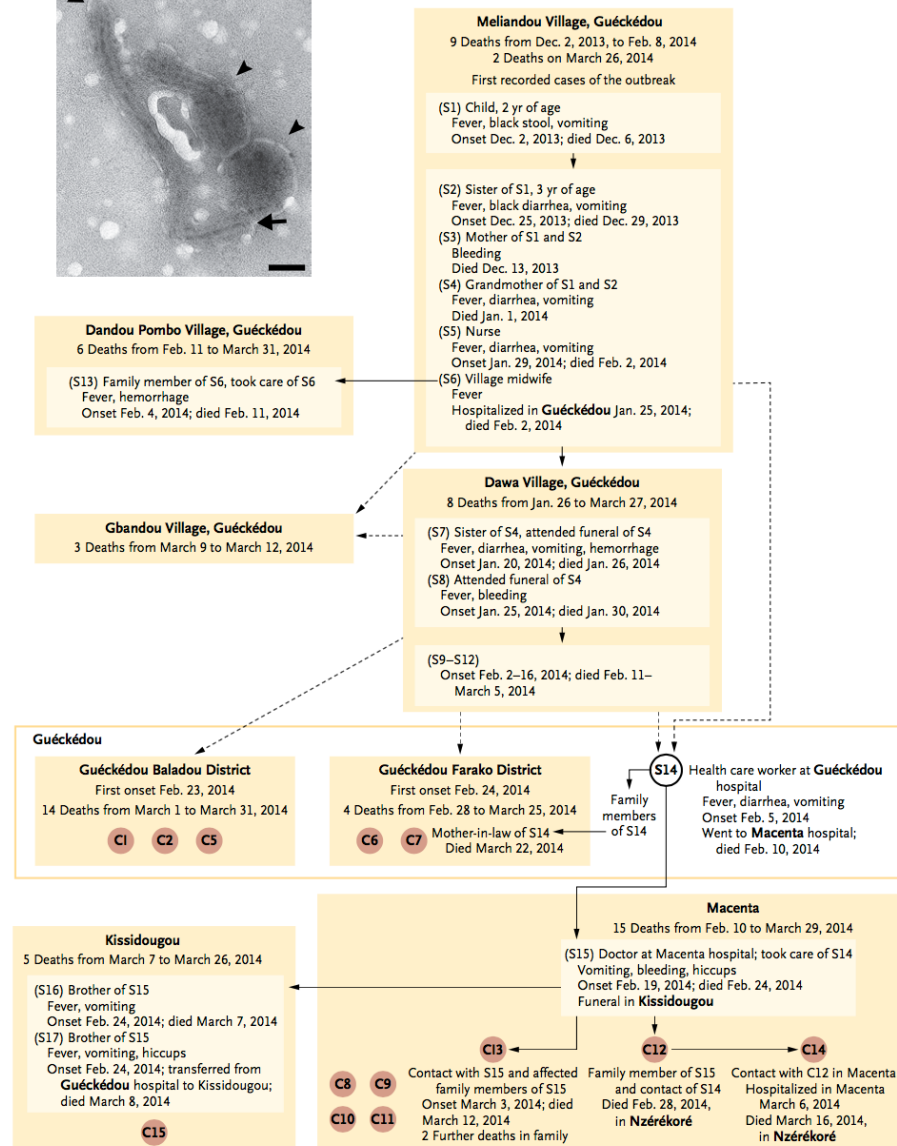 Meliandou Village, Guéckédou
9 Deaths from Dec. 2, 2013, to Feb. 8, 2014
2 Deaths on March 26, 2014
First recorded cases of the outbreak
(S1) Child, 2 yr of age
Fever, black stool, vomiting
Onset Dec. 2, 2013; died Dec. 6, 2013
(S2) Sister of S1, 3 yr of age
Fever, black diarrhea, vomiting
Onset Dec. 25, 2013; died Dec. 29, 2013
(S3) Mother of S1 and S2
Bleeding
Died Dec. 13, 2013
(S4) Grandmother of S1 and S2
Fever, diarrhea, vomiting
Died Jan. 1, 2014
(S5) Nurse
Fever, diarrhea, vomiting
Onset Jan. 29, 2014; died Feb. 2, 2014
(S6) Village midwife
Fever
Hospitalized in Guéckédou Jan. 25, 2014;
died Feb. 2, 2014
Dandou Pombo Village, Guéckédou
6 Deaths from Feb. 11 to March 31, 2014
(S13) Family member of S6, took care of S6
Fever, hemorrhage
Onset Feb. 4, 2014; died Feb. 11, 2014
Dawa Village, Guéckédou
8 Deaths from Jan. 26 to March 27, 2014
(S7) Sister of S4, attended funeral of S4
Fever, diarrhea, vomiting, hemorrhage
Onset Jan. 20, 2014; died Jan. 26, 2014
(S8) Attended funeral of S4
Fever, bleeding
Onset Jan. 25, 2014; died Jan. 30, 2014
(S9–S12)
Onset Feb. 2–16, 2014; died Feb. 11–
March 5, 2014
Gbandou Village, Guéckédou
3 Deaths from March 9 to March 12, 2014
Guéckédou
Guéckédou Baladou District
First onset Feb. 23, 2014
14 Deaths from March 1 to March 31, 2014
C1 C2 C5
Guéckédou Farako District
First onset Feb. 24, 2014
4 Deaths from Feb. 28 to March 25, 2014
C6 C7 Mother-in-law of S14
Died March 22, 2014
Family
members
of S14
S14
Health care worker at Guéckédou
hospital
Fever, diarrhea, vomiting
Onset Feb. 5, 2014
Went to Macenta hospital;
died Feb. 10, 2014
Macenta
15 Deaths from Feb. 10 to March 29, 2014
(S15) Doctor at Macenta hospital; took care of S14
Vomiting, bleeding, hiccups
Onset Feb. 19, 2014; died Feb. 24, 2014
Funeral in Kissidougou
Kissidougou
5 Deaths from March 7 to March 26, 2014
(S16) Brother of S15
Fever, vomiting
Onset Feb. 24, 2014; died March 7, 2014
(S17) Brother of S15
Fever, vomiting, hiccups
Onset Feb. 24, 2014; transferred from
Guéckédou hospital to Kissidougou;
died March 8, 2014
C15
C8 C9
C10 C11
C13
Contact with S15 and affected
family members of S15
Onset March 3, 2014; died
March 12, 2014
2 Further deaths in family
C12
Family member of S15
and contact of S14
Died Feb. 28, 2014,
in Nzérékoré
C14
Contact with C12 in Macenta
Hospitalized in Macenta
March 6, 2014
Died March 16, 2014,
in Nzérékoré